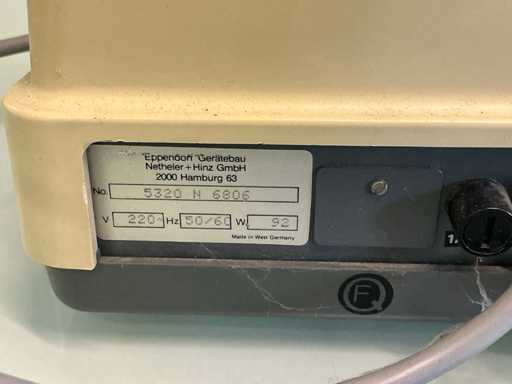 "Eppendorf" Gerätebau
Netheler + Hinz GmbH
2000 Hamburg 63
No. 5320 N 6806
V 220~ Hz 50/60 W 92
Made in West Germany
F